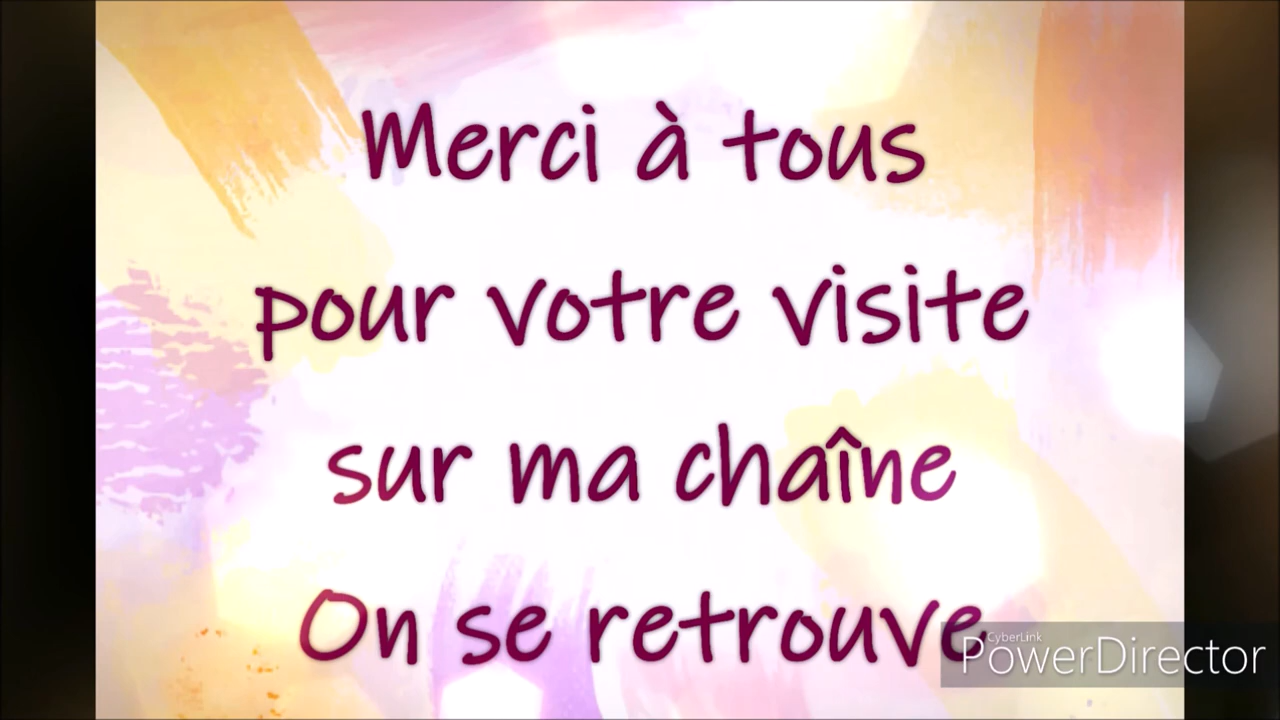 Merci à tous
pour votre visite
sur ma chaîne
On se retrouve
CyberLink
PowerDirector